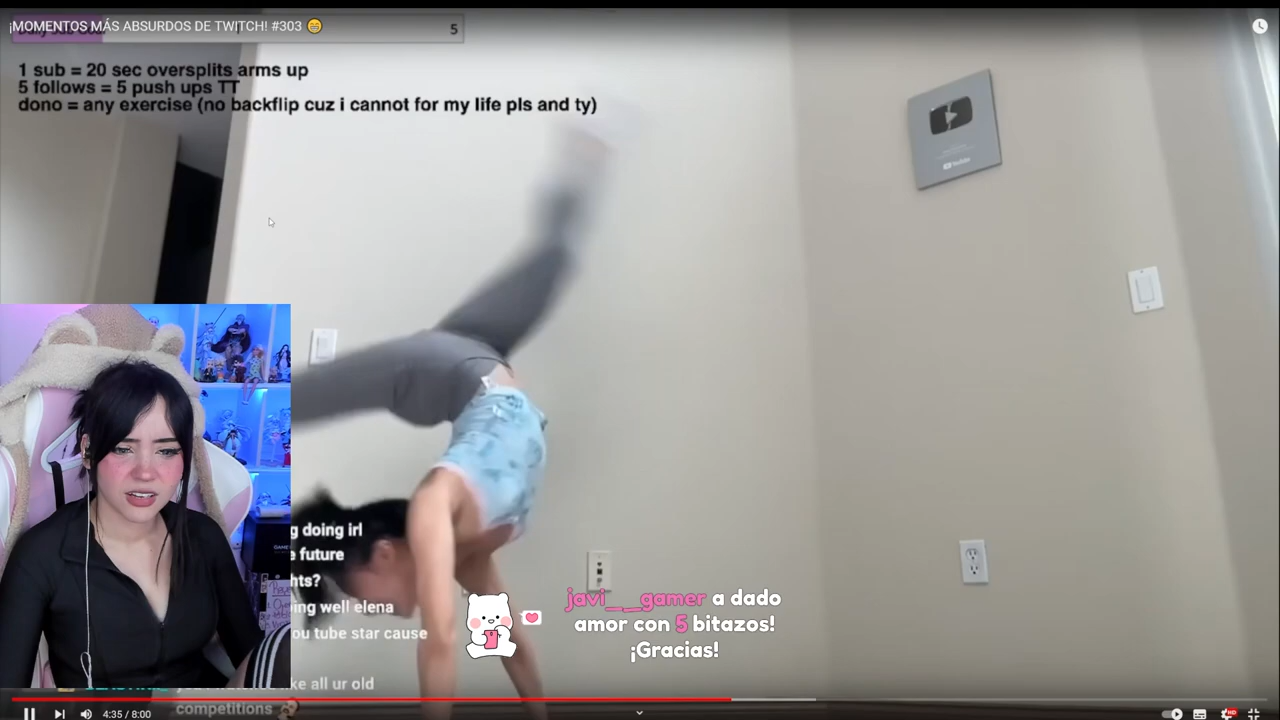 ¡MOMENTOS MÁS ABSURDOS DE TWITCH! #303
5
1 sub = 20 sec oversplits arms up
5 follows = 5 push ups TT
dono = any exercise (no backflip cuz i cannot for my life pls and ty)
YouTube
g doing irl
e future
hts?
ing well elena
ou tube star cause
javi__gamer a dado
amor con 5 bitazos!
¡Gracias!
ke all ur old
competitions
4:35 / 8:00
HD